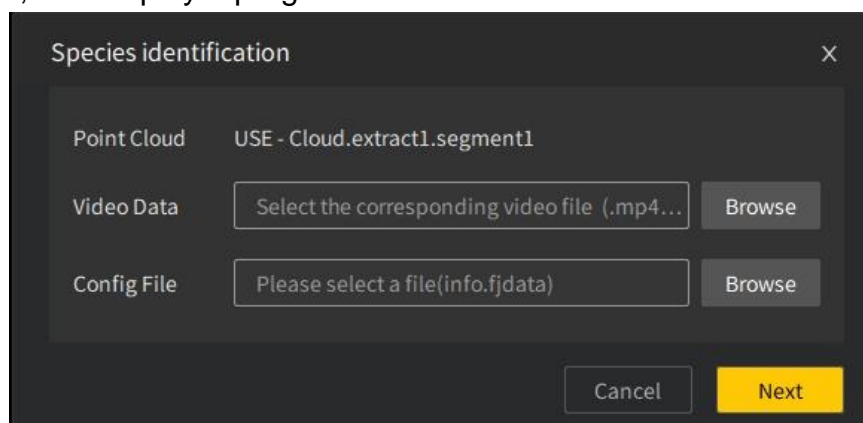 Species identification X
Point Cloud USE - Cloud.extract1.segment1
Video Data Select the corresponding video file (.mp4... Browse
Config File Please select a file(info.fjdata) Browse
Cancel Next